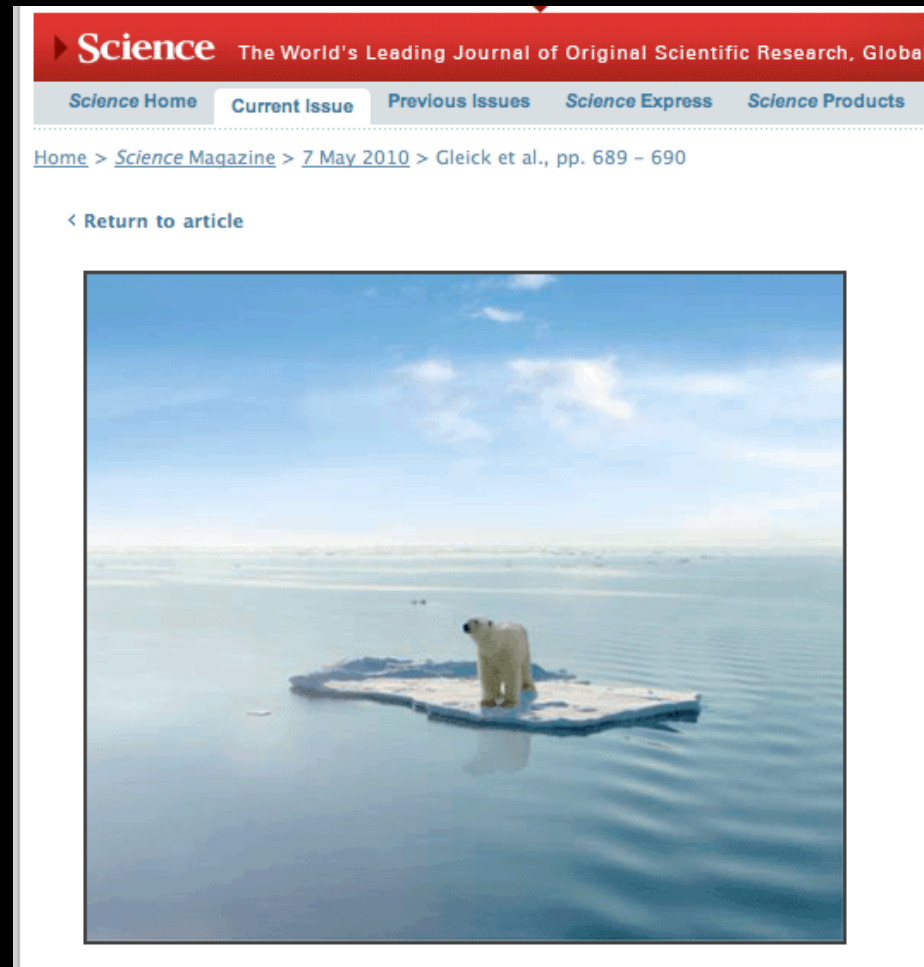 Science The World's Leading Journal of Original Scientific Research, Globa
Science Home Current Issue Previous Issues Science Express Science Products
Home > Science Magazine > 7 May 2010 > Gleick et al., pp. 689 – 690
< Return to article